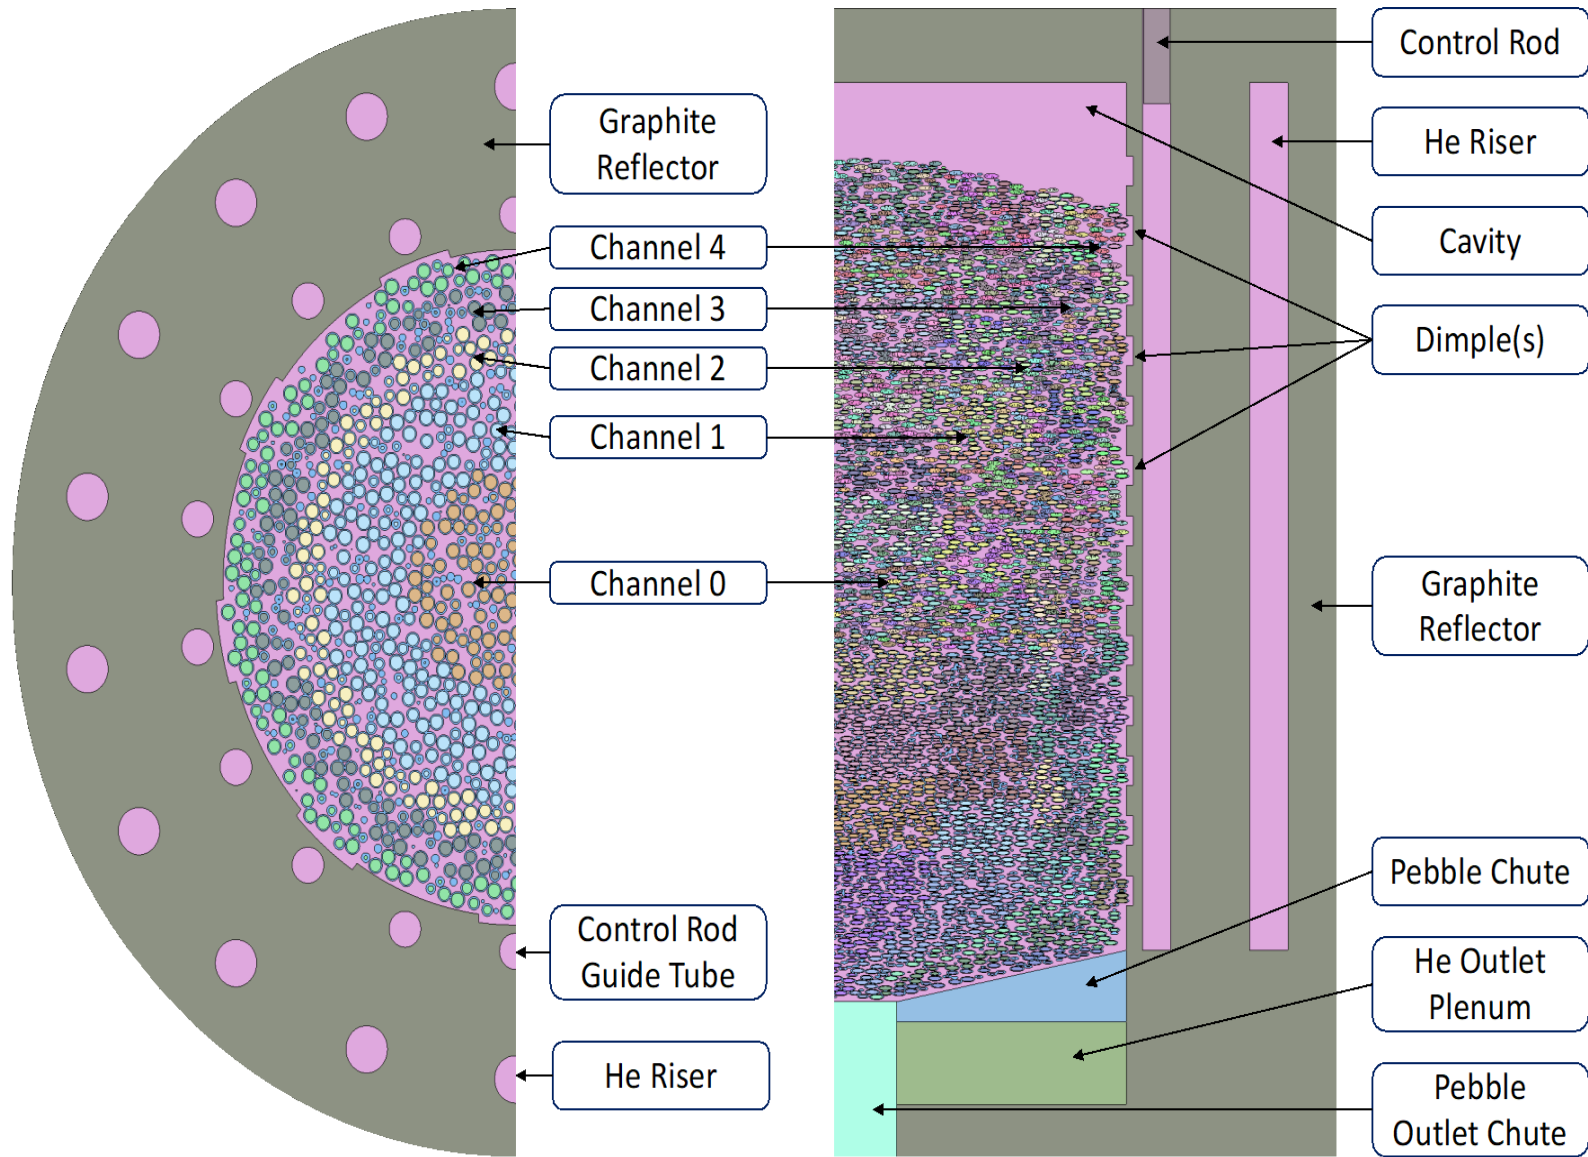 Graphite
Reflector
Channel 4
Channel 3
Channel 2
Channel 1
Channel 0
Control Rod
Guide Tube
He Riser
Control Rod
He Riser
Cavity
Dimple(s)
Graphite
Reflector
Pebble Chute
He Outlet
Plenum
Pebble
Outlet Chute